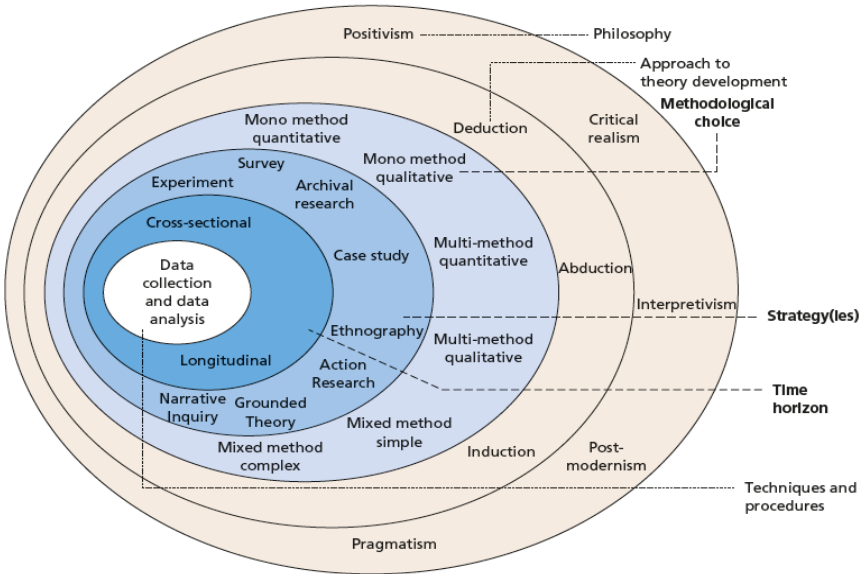 Positivism
Philosophy
Approach to
theory development
Methodological
choice
Critical
realism
Deduction
Mono method
quantitative
Mono method
qualitative
Survey
Experiment
Archival
research
Cross-sectional
Case study
Multi-method
quantitative
Data
collection
and data
analysis
Abduction
Interpretivism
Strategy(ies)
Ethnography
Multi-method
qualitative
Longitudinal
Action
Research
Time
horizon
Narrative
Inquiry
Grounded
Theory
Mixed method
simple
Mixed method
complex
Induction
Post-
modernism
Techniques and
procedures
Pragmatism